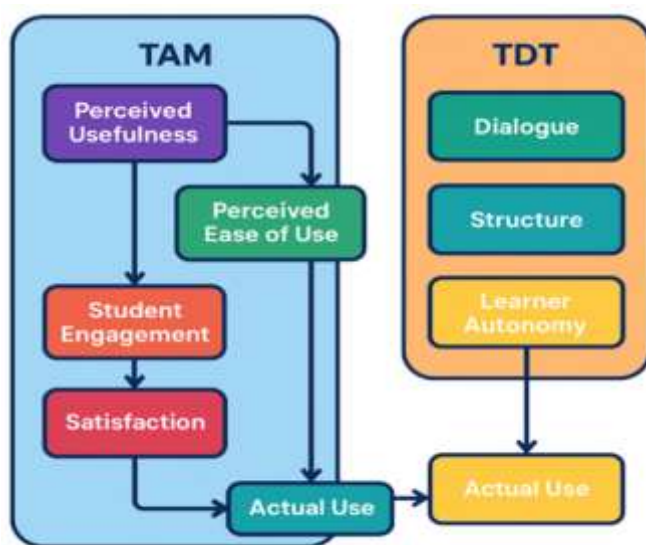 TAM
Perceived
Usefulness
Perceived
Ease of Use
Student
Engagement
Satisfaction
Actual Use
TDT
Dialogue
Structure
Learner
Autonomy
Actual Use